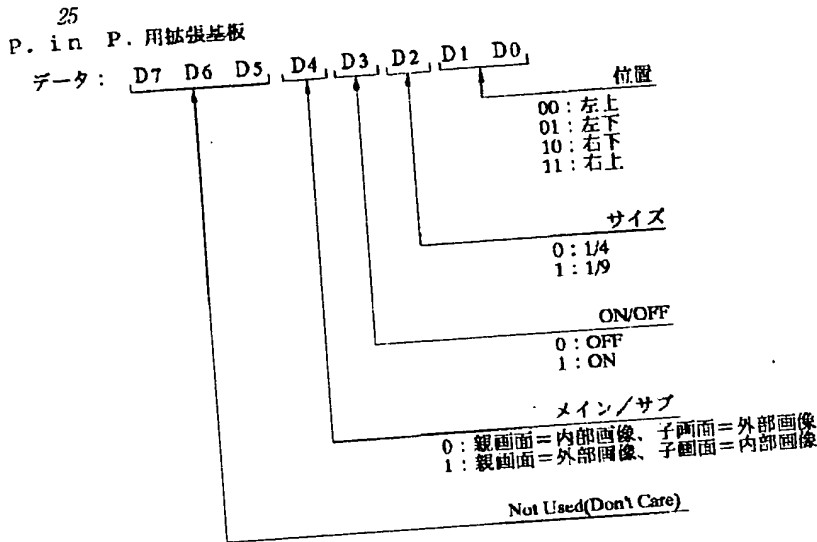 25
P. in P. 用拡張基板
データ: D7 D6 D5 D4 D3 D2 D1 D0
位置
00:左上
01:左下
10:右下
11:右上
サイズ
0:1/4
1:1/9
ON/OFF
0:OFF
1:ON
メイン/サブ
0:親画面=内部画像、子画面=外部画像
1:親画面=外部画像、子画面=内部画像
Not Used(Don't Care)